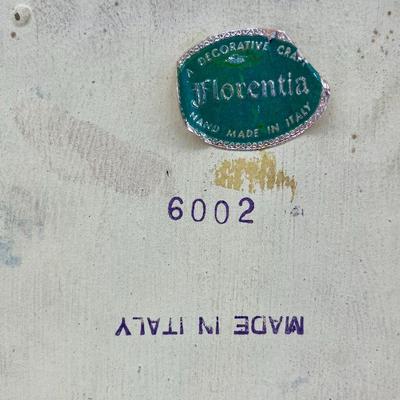 A DECORATIVE CRAFT
Florentia
HAND MADE IN ITALY
6002
MADE IN ITALY